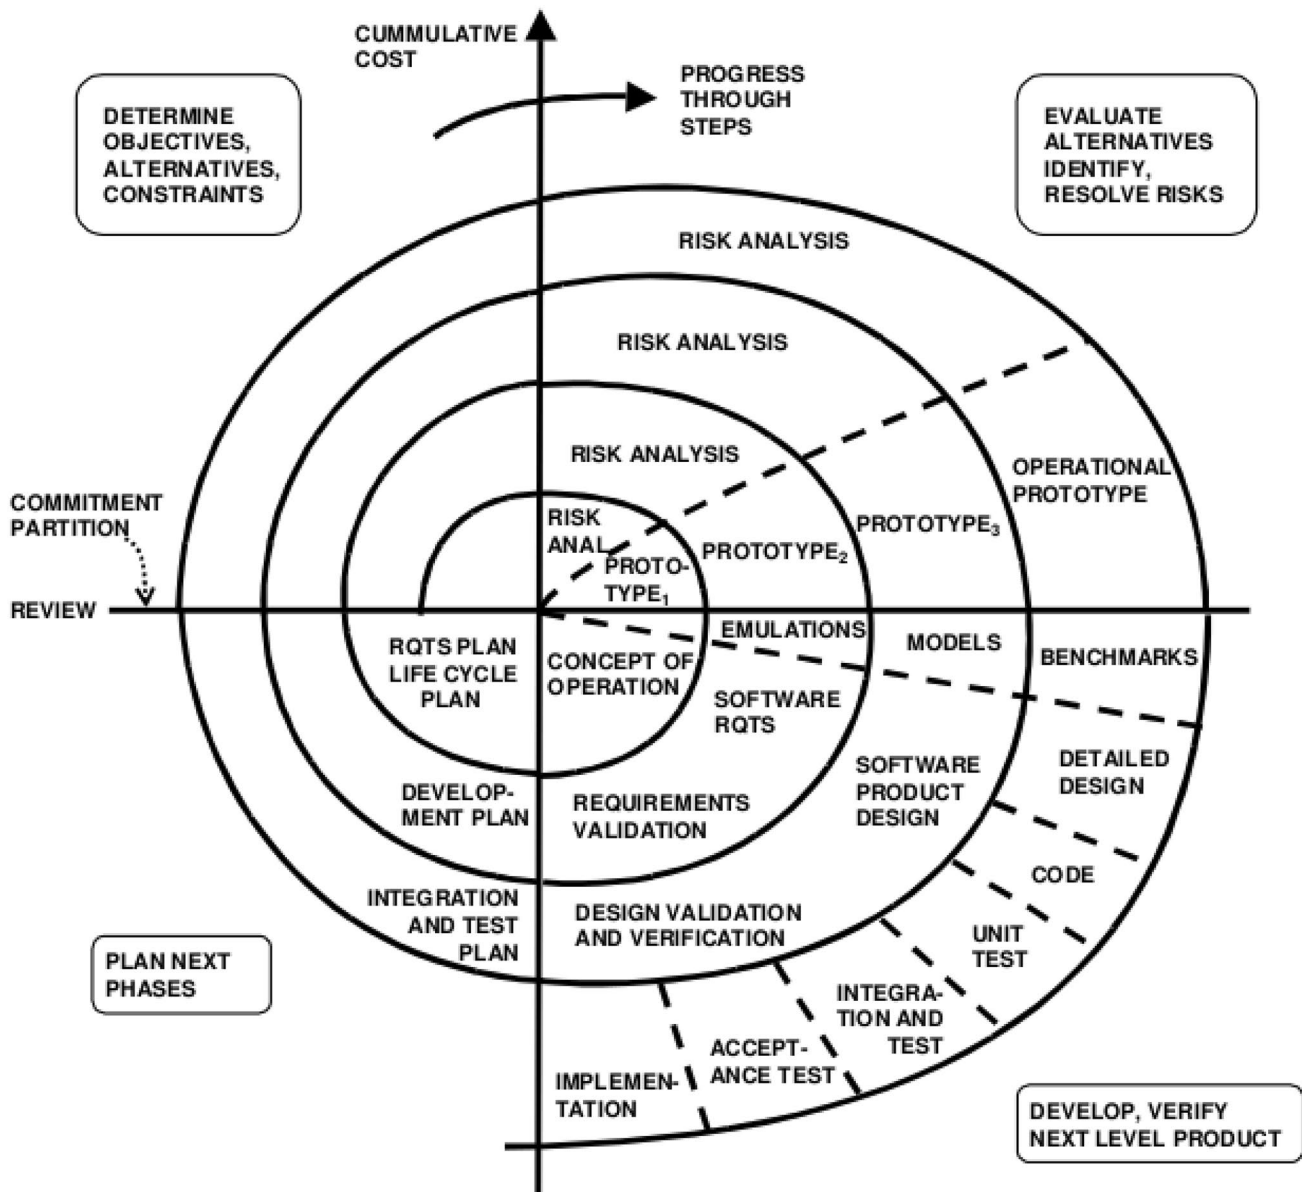 CUMMULATIVE
COST
PROGRESS
THROUGH
STEPS
DETERMINE
OBJECTIVES,
ALTERNATIVES,
CONSTRAINTS
EVALUATE
ALTERNATIVES
IDENTIFY,
RESOLVE RISKS
RISK ANALYSIS
RISK ANALYSIS
RISK ANALYSIS
RISK
ANAL.
PROTO-
TYPE₁
PROTOTYPE₂
PROTOTYPE₃
OPERATIONAL
PROTOTYPE
COMMITMENT
PARTITION
REVIEW
EMULATIONS
MODELS
BENCHMARKS
RQTS PLAN
LIFE CYCLE
PLAN
CONCEPT OF
OPERATION
SOFTWARE
RQTS
SOFTWARE
PRODUCT
DESIGN
DETAILED
DESIGN
DEVELOP-
MENT PLAN
REQUIREMENTS
VALIDATION
CODE
INTEGRATION
AND TEST
PLAN
DESIGN VALIDATION
AND VERIFICATION
UNIT
TEST
PLAN NEXT
PHASES
INTEGRA-
TION AND
TEST
ACCEPT-
ANCE TEST
IMPLEMEN-
TATION
DEVELOP, VERIFY
NEXT LEVEL PRODUCT